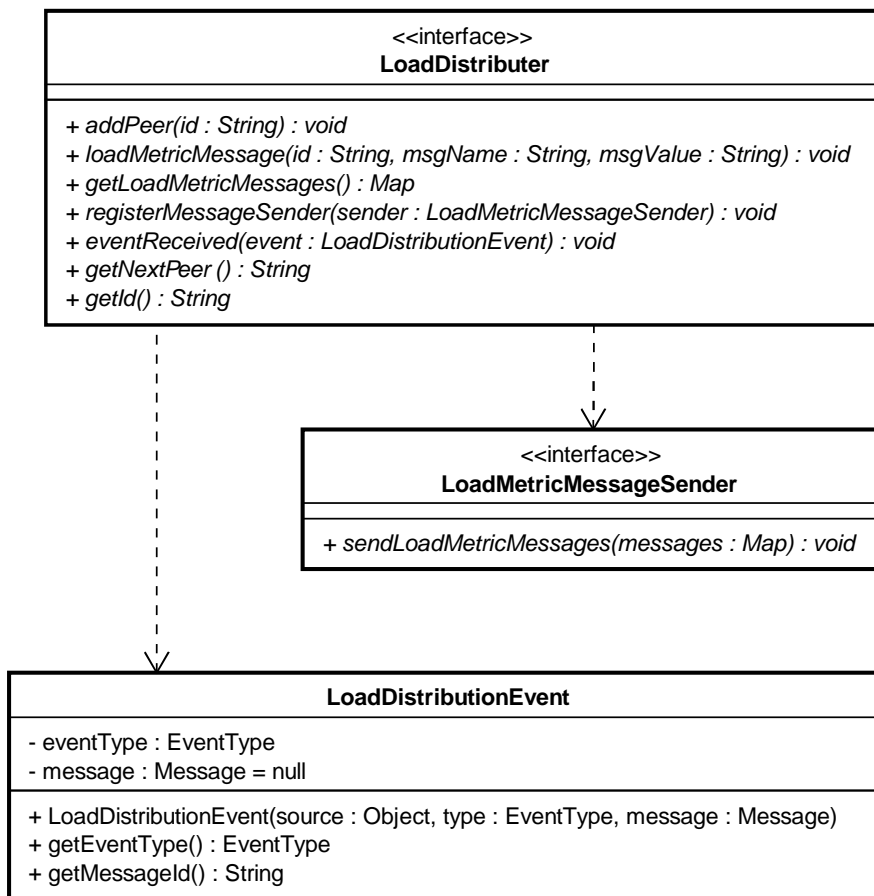 <<interface>>
LoadDistributer
+ addPeer(id : String) : void
+ loadMetricMessage(id : String, msgName : String, msgValue : String) : void
+ getLoadMetricMessages() : Map
+ registerMessageSender(sender : LoadMetricMessageSender) : void
+ eventReceived(event : LoadDistributionEvent) : void
+ getNextPeer () : String
+ getId() : String
<<interface>>
LoadMetricMessageSender
+ sendLoadMetricMessages(messages : Map) : void
LoadDistributionEvent
- eventType : EventType
- message : Message = null
+ LoadDistributionEvent(source : Object, type : EventType, message : Message)
+ getEventType() : EventType
+ getMessageId() : String